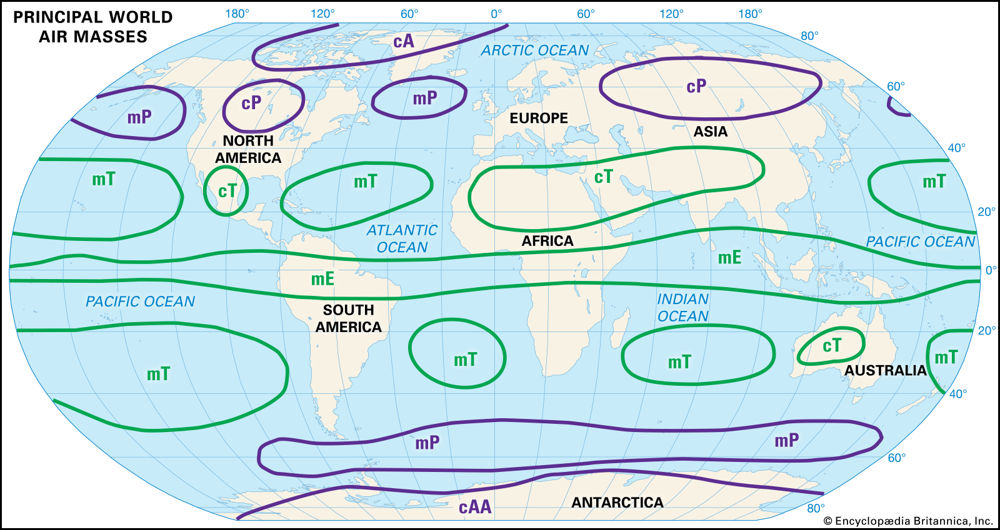 PRINCIPAL WORLD
AIR MASSES
180° 120° 60° 0° 60° 120° 180°
80°
cA
ARCTIC OCEAN
60°
cP
mP
cP
mP
EUROPE
ASIA
NORTH
AMERICA
40°
mT
cT
mT
cT
mT
20°
ATLANTIC
OCEAN
AFRICA
PACIFIC OCEAN
mE
mE
0°
PACIFIC OCEAN
INDIAN
OCEAN
SOUTH
AMERICA
20°
mT
mT
mT
cT
mT
AUSTRALIA
40°
mP
mP
60°
cAA
ANTARCTICA
80°
© Encyclopædia Britannica, Inc.